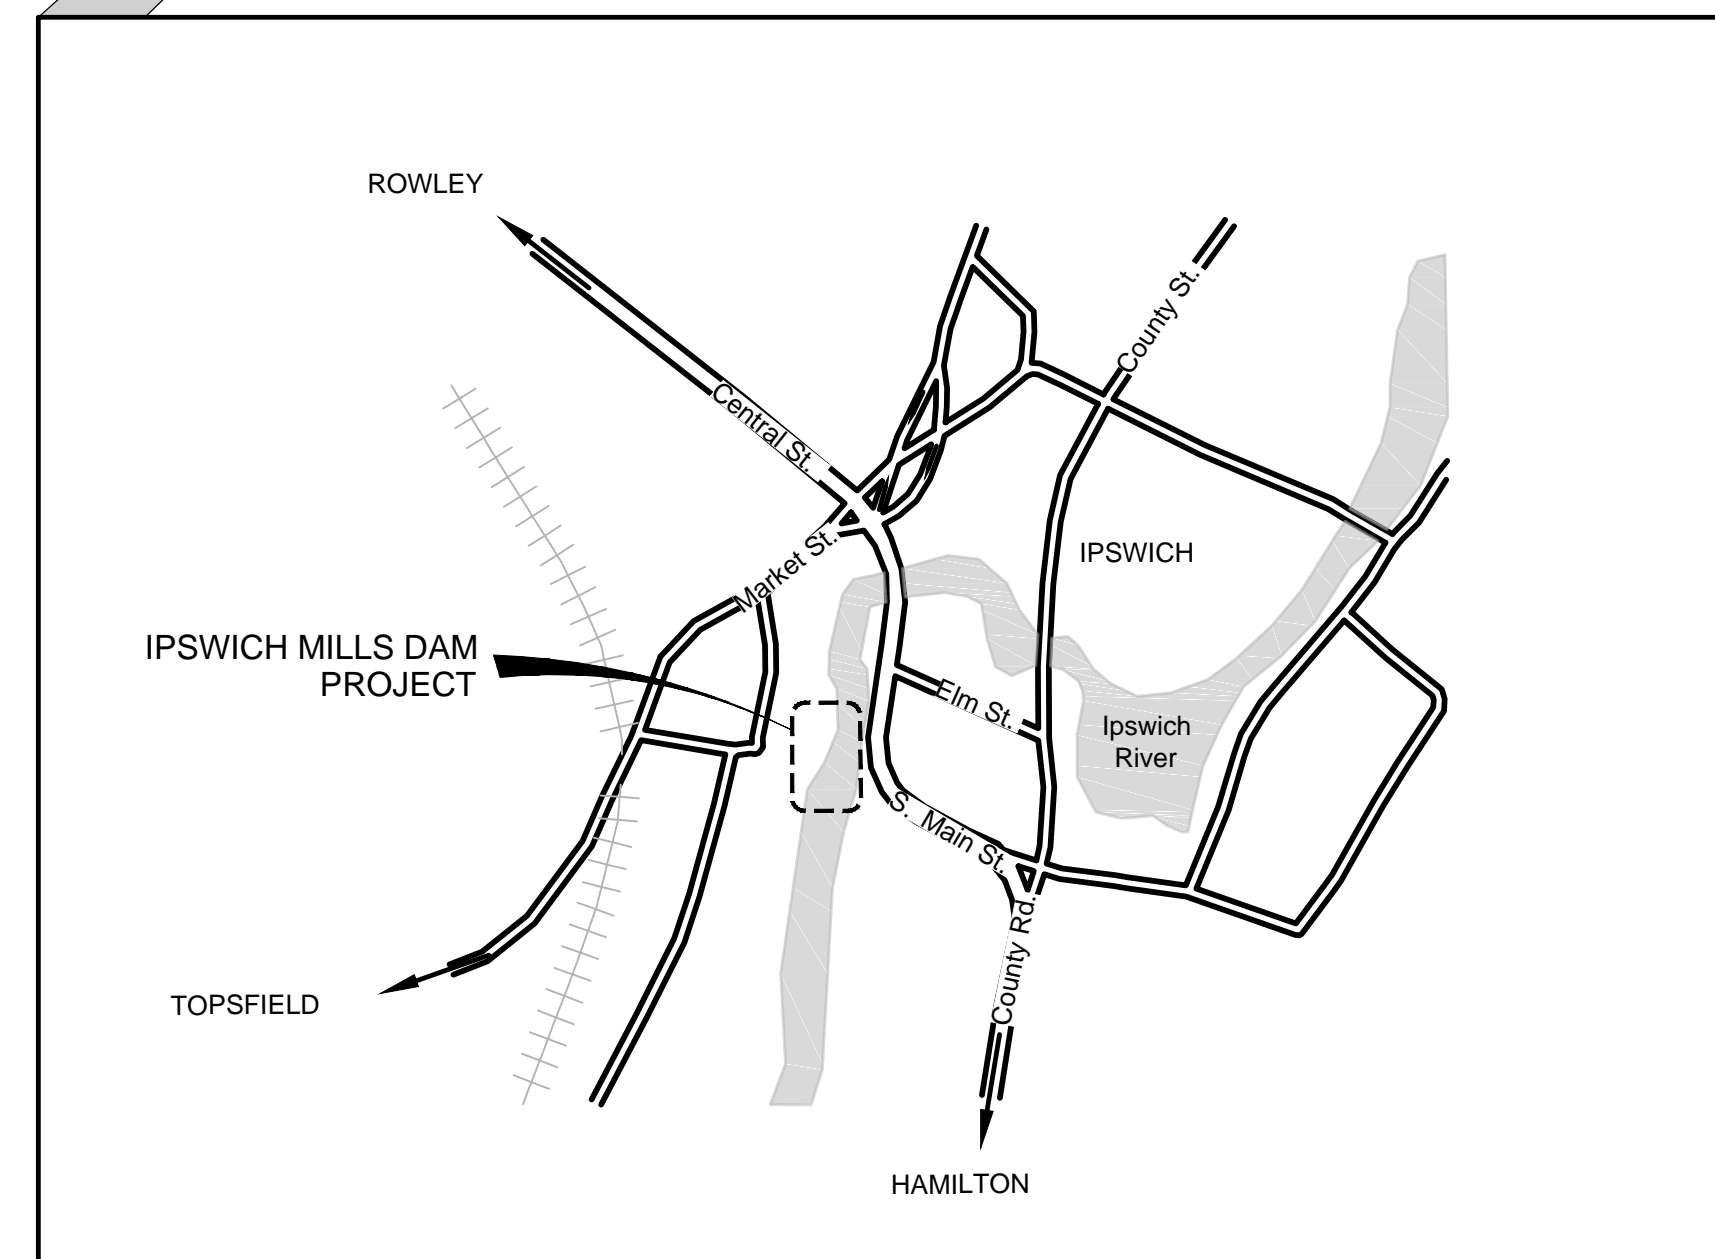 ROWLEY
County St.
Central St.
Market St.
IPSWICH
IPSWICH MILLS DAM
PROJECT
Elm St.
Ipswich
River
S. Main St.
County Rd.
TOPSFIELD
HAMILTON